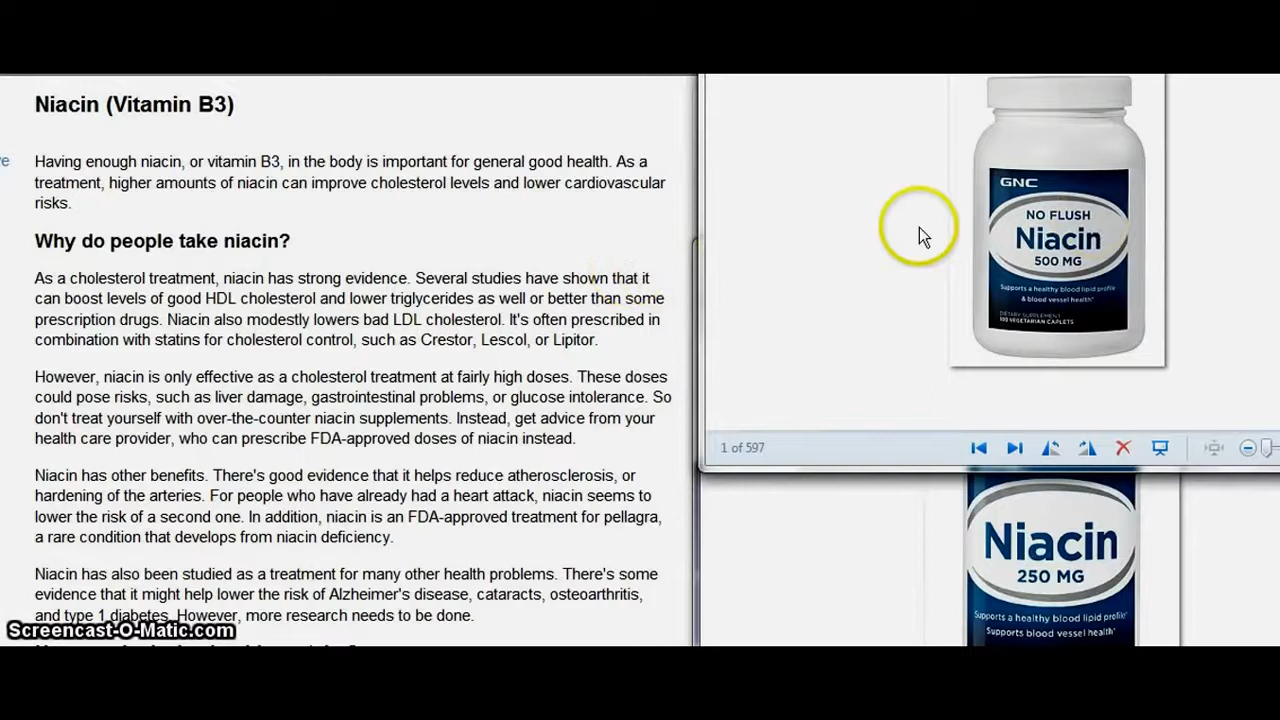 Niacin (Vitamin B3)
Having enough niacin, or vitamin B3, in the body is important for general good health. As a
treatment, higher amounts of niacin can improve cholesterol levels and lower cardiovascular
risks.
Why do people take niacin?
As a cholesterol treatment, niacin has strong evidence. Several studies have shown that it
can boost levels of good HDL cholesterol and lower triglycerides as well or better than some
prescription drugs. Niacin also modestly lowers bad LDL cholesterol. It's often prescribed in
combination with statins for cholesterol control, such as Crestor, Lescol, or Lipitor.
However, niacin is only effective as a cholesterol treatment at fairly high doses. These doses
could pose risks, such as liver damage, gastrointestinal problems, or glucose intolerance. So
don't treat yourself with over-the-counter niacin supplements. Instead, get advice from your
health care provider, who can prescribe FDA-approved doses of niacin instead.
Niacin has other benefits. There's good evidence that it helps reduce atherosclerosis, or
hardening of the arteries. For people who have already had a heart attack, niacin seems to
lower the risk of a second one. In addition, niacin is an FDA-approved treatment for pellagra,
a rare condition that develops from niacin deficiency.
Niacin has also been studied as a treatment for many other health problems. There's some
evidence that it might help lower the risk of Alzheimer's disease, cataracts, osteoarthritis,
and type 1 diabetes. However, more research needs to be done.
Screencast-O-Matic.com
GNC
NO FLUSH
Niacin
500 MG
Supports a healthy blood lipid profile
& blood vessel health*
DIETARY SUPPLEMENT
100 VEGETARIAN CAPLETS
1 of 597
Niacin
250 MG
Supports a healthy blood lipid profile*
Supports blood vessel health*